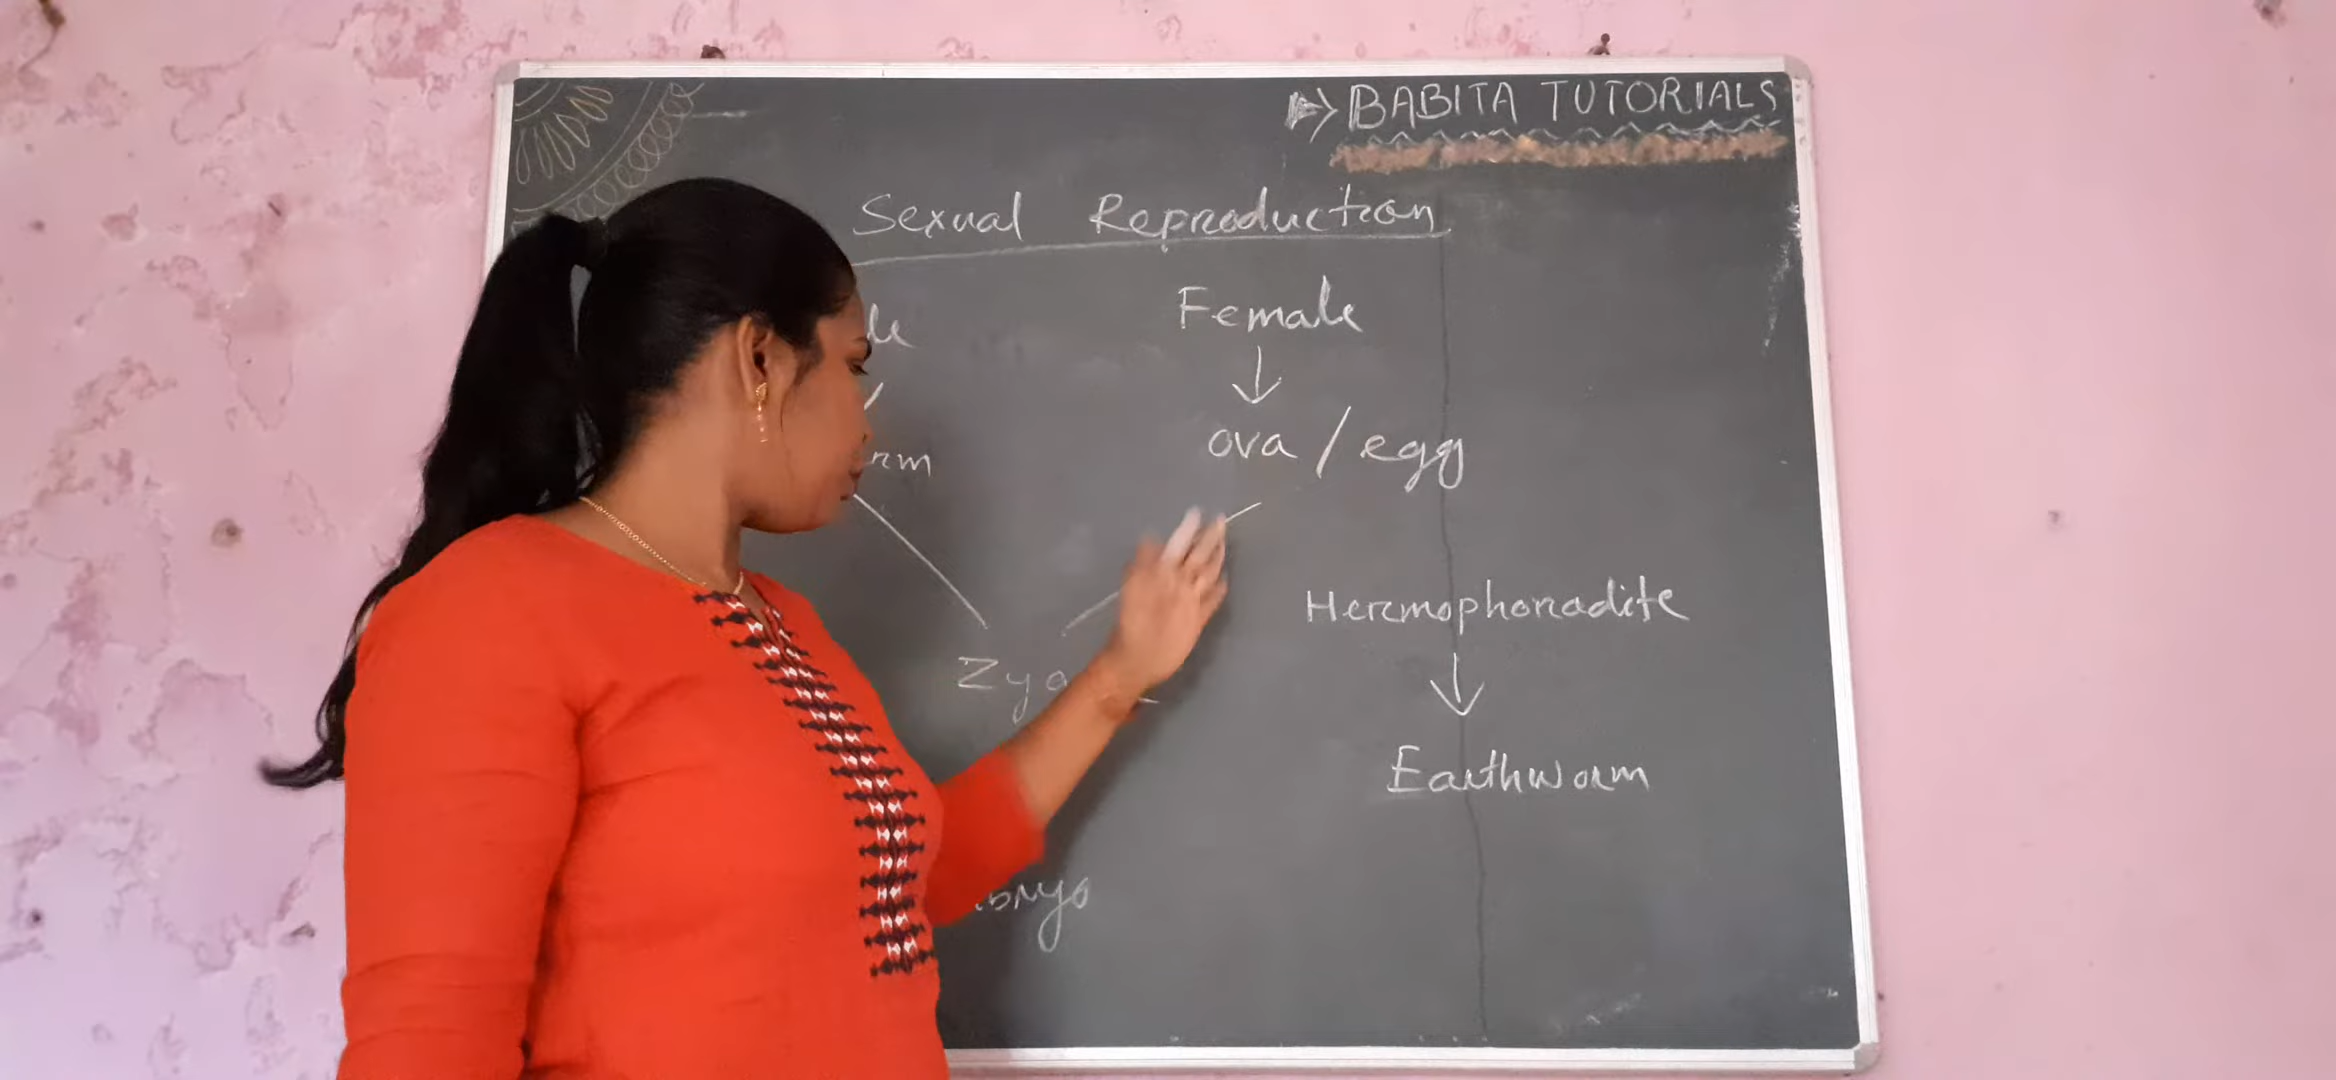 BABITA TUTORIALS
Sexual Reproduction
Female
ova / egg
Hermophoradite
Earthworm